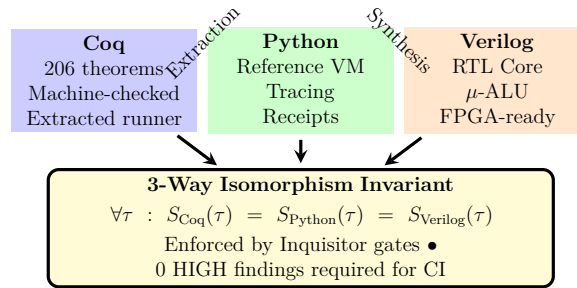 Coq
206 theorems
Machine-checked
Extracted runner
Extraction
Python
Reference VM
Tracing
Receipts
Synthesis
Verilog
RTL Core
μ-ALU
FPGA-ready
3-Way Isomorphism Invariant
∀τ : S_Coq(τ) = S_Python(τ) = S_Verilog(τ)
Enforced by Inquisitor gates •
0 HIGH findings required for CI